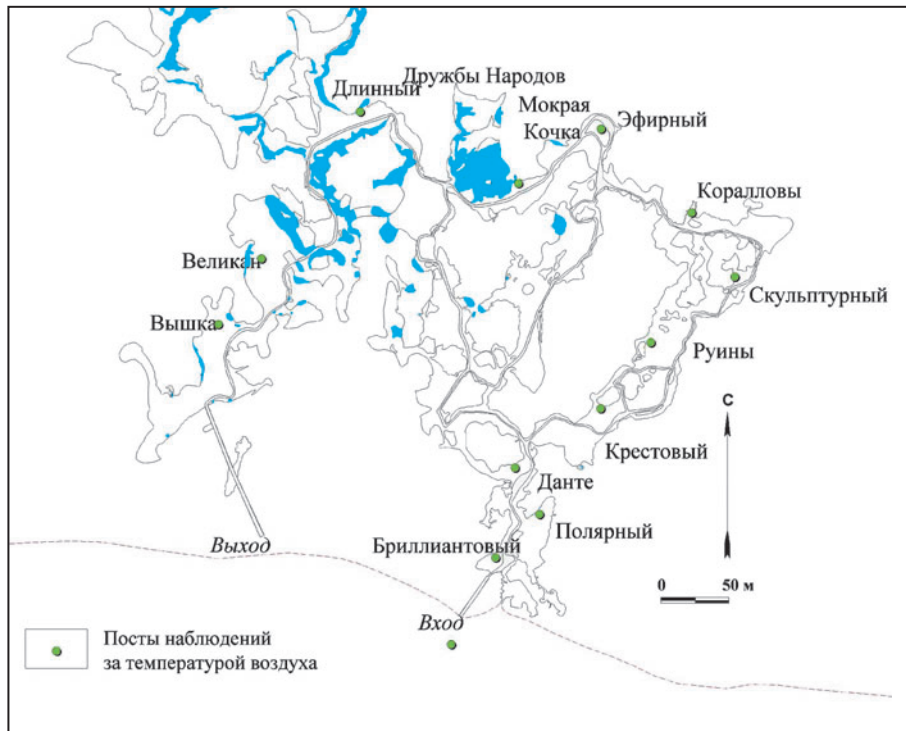 Дружбы Народов
Длинный
Мокрая
Кочка
Эфирный
Коралловы
Великан
Скульптурный
Вышка
Руины
С
Крестовый
Данте
Полярный
Выход
Бриллиантовый
0 50 м
Вход
Посты наблюдений
за температурой воздуха